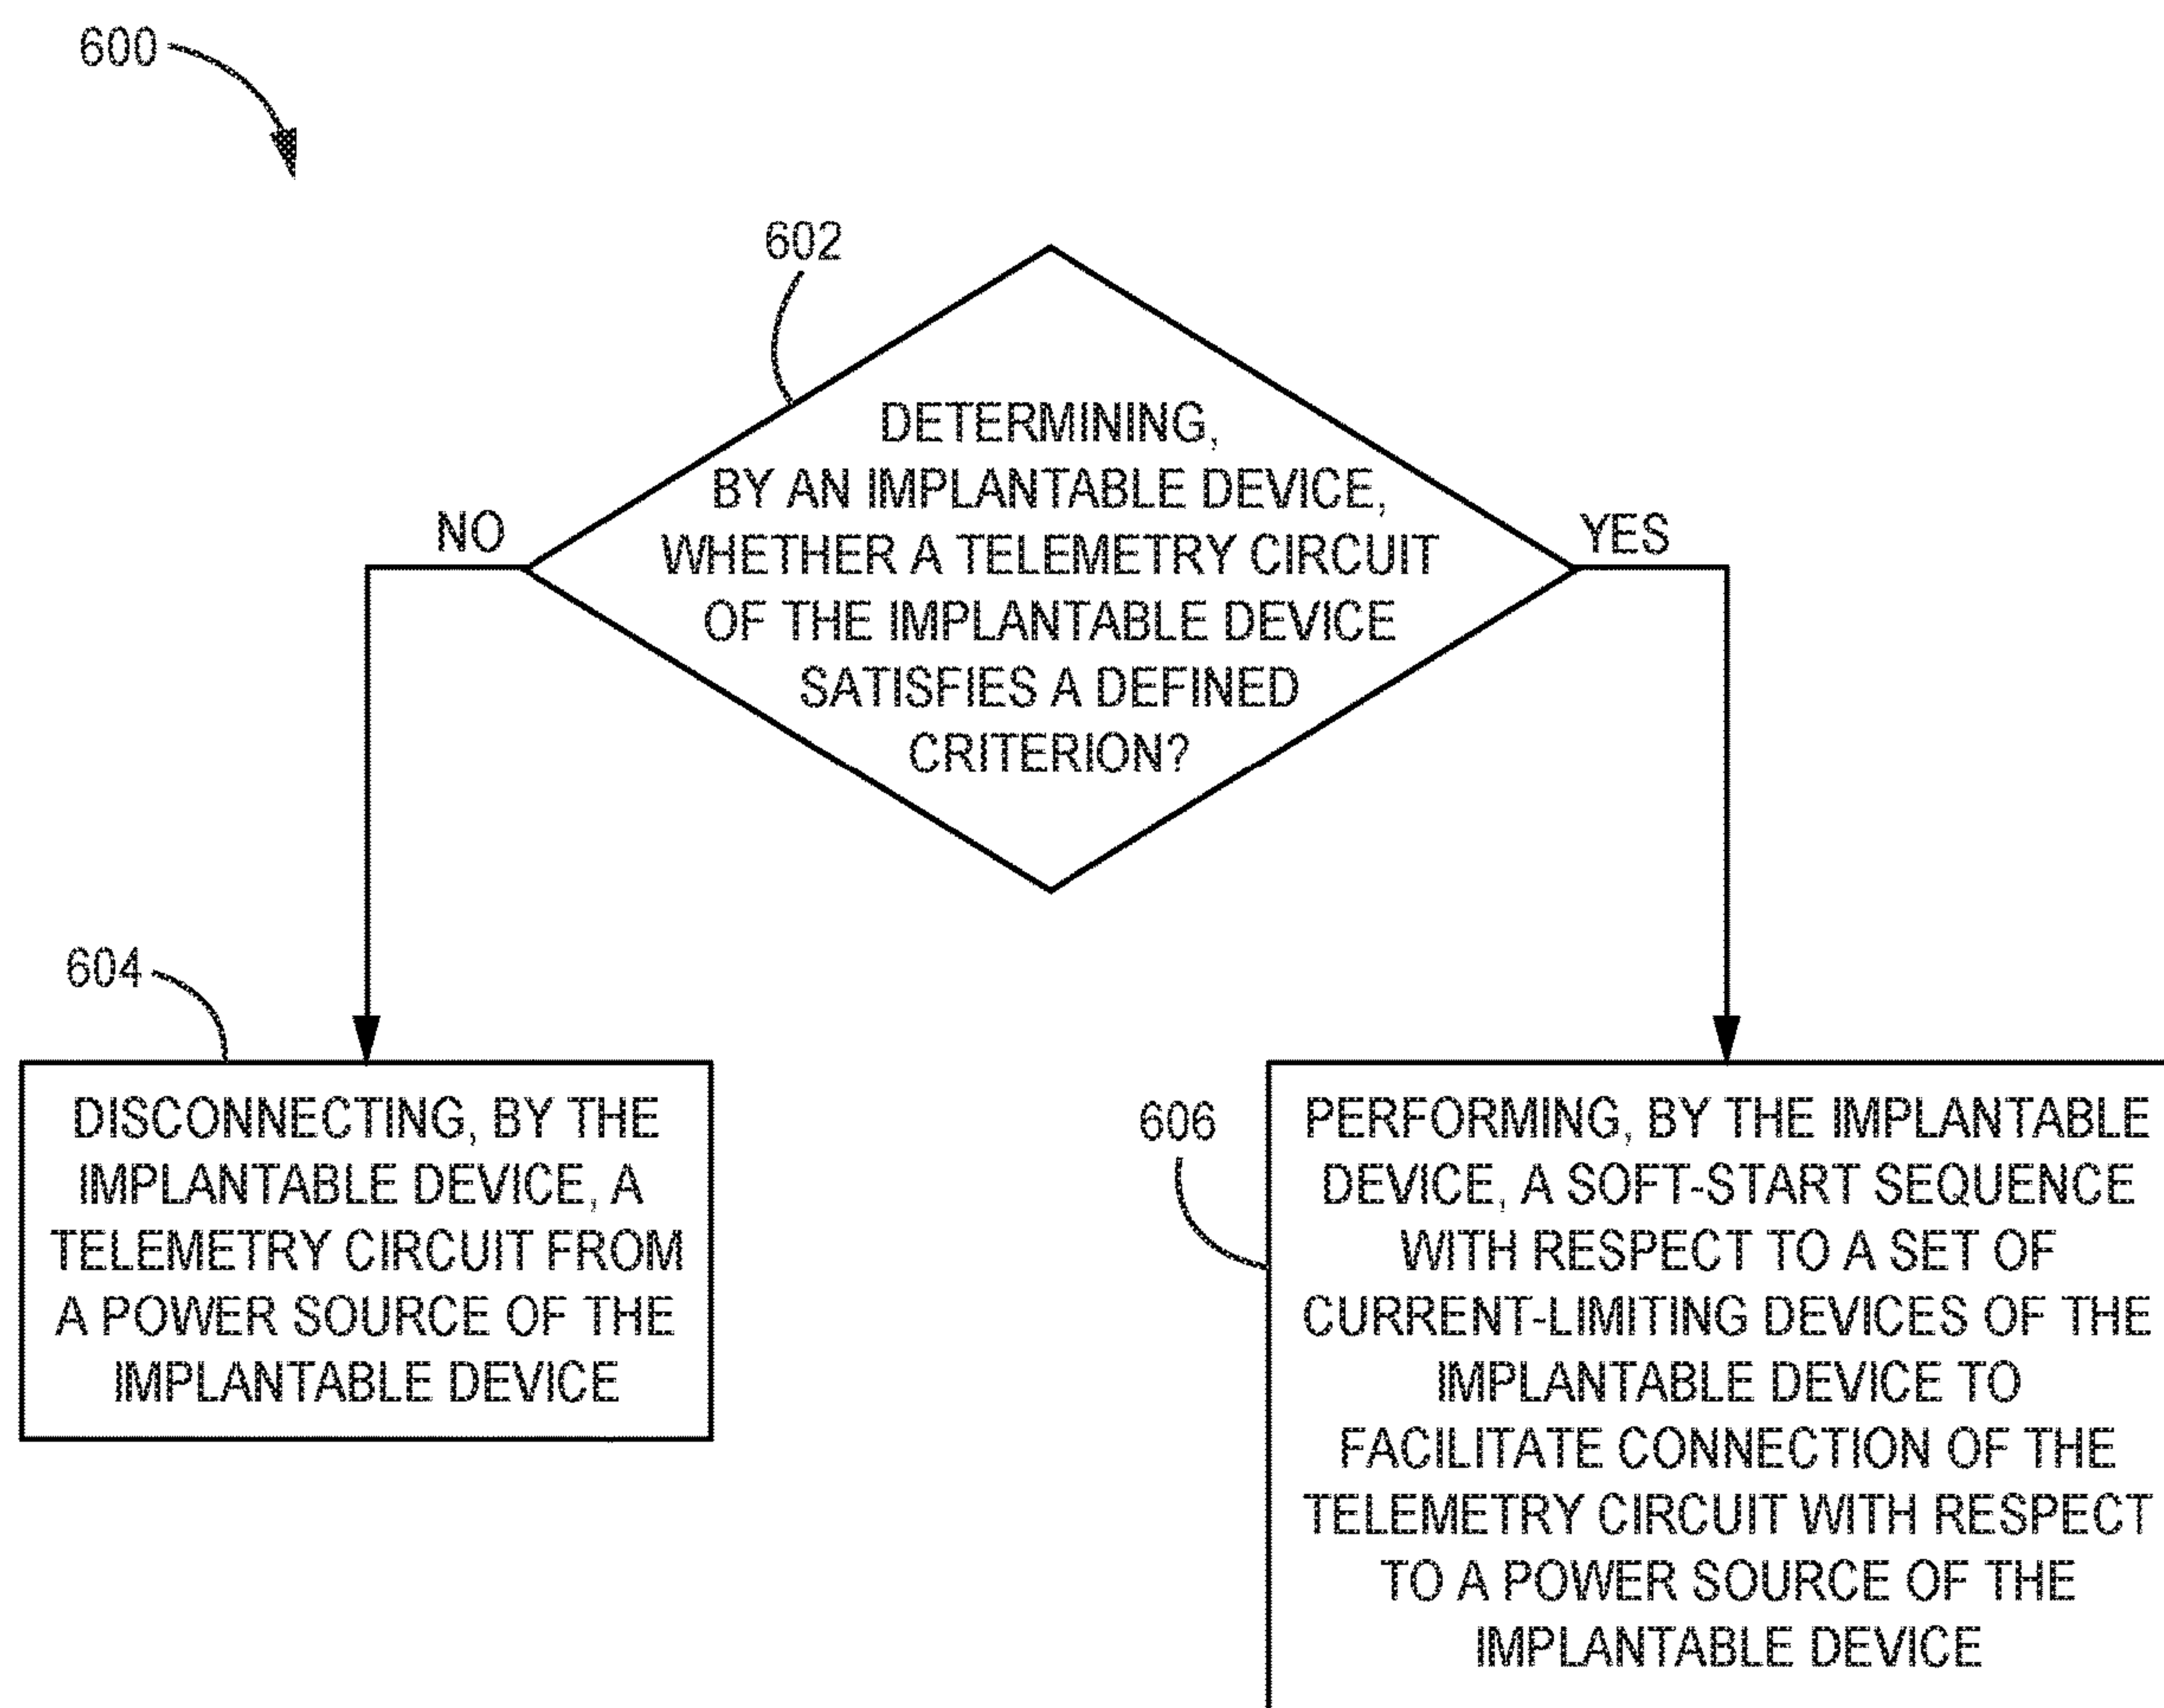 600
602
DETERMINING,
BY AN IMPLANTABLE DEVICE,
WHETHER A TELEMETRY CIRCUIT
OF THE IMPLANTABLE DEVICE
SATISFIES A DEFINED
CRITERION?
NO
YES
604
DISCONNECTING, BY THE
IMPLANTABLE DEVICE, A
TELEMETRY CIRCUIT FROM
A POWER SOURCE OF THE
IMPLANTABLE DEVICE
606
PERFORMING, BY THE IMPLANTABLE
DEVICE, A SOFT-START SEQUENCE
WITH RESPECT TO A SET OF
CURRENT-LIMITING DEVICES OF THE
IMPLANTABLE DEVICE TO
FACILITATE CONNECTION OF THE
TELEMETRY CIRCUIT WITH RESPECT
TO A POWER SOURCE OF THE
IMPLANTABLE DEVICE